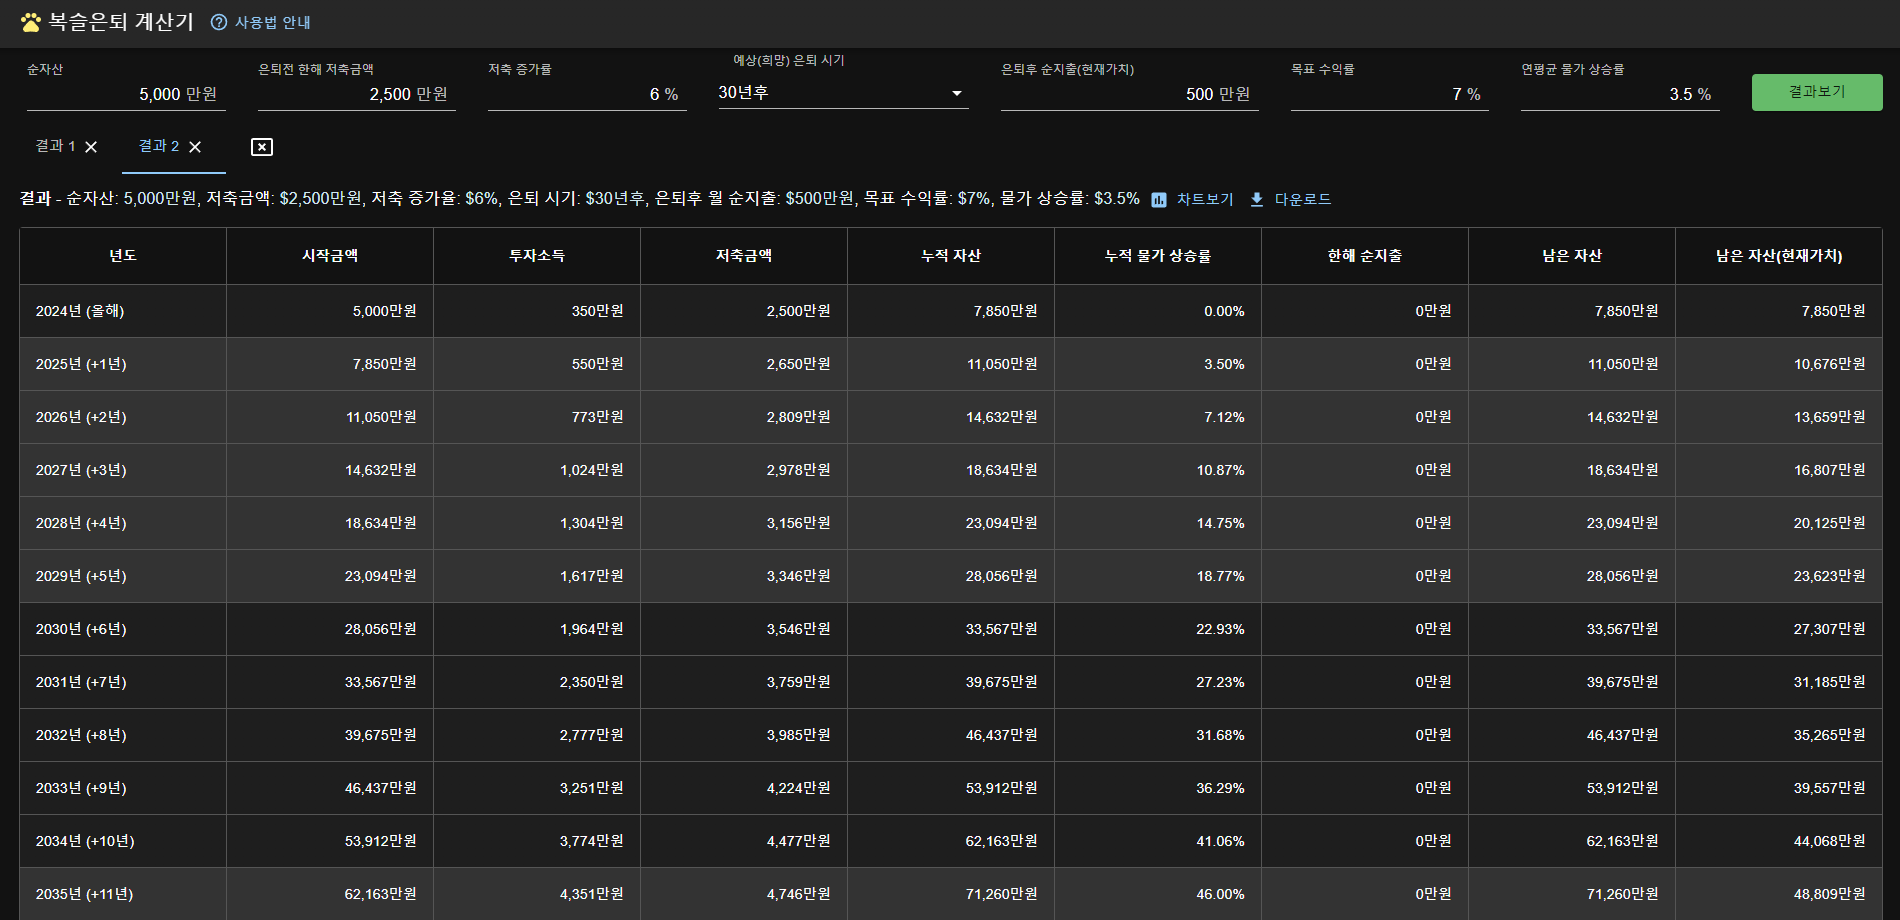 복슬은퇴 계산기 사용법 안내
순자산 은퇴전 한해 저축금액 저축 증가률 예상(희망) 은퇴 시기 은퇴후 순지출(현재가치) 목표 수익률 연평균 물가 상승률
5,000 만원 2,500 만원 6 % 30년후 500 만원 7 % 3.5 % 결과보기
결과 1 결과 2
결과 - 순자산: 5,000만원, 저축금액: $2,500만원, 저축 증가율: $6%, 은퇴 시기: $30년후, 은퇴후 월 순지출: $500만원, 목표 수익률: $7%, 물가 상승률: $3.5% 차트보기 다운로드
년도 시작금액 투자소득 저축금액 누적 자산 누적 물가 상승률 한해 순지출 남은 자산 남은 자산(현재가치)
2024년 (올해) 5,000만원 350만원 2,500만원 7,850만원 0.00% 0만원 7,850만원 7,850만원
2025년 (+1년) 7,850만원 550만원 2,650만원 11,050만원 3.50% 0만원 11,050만원 10,676만원
2026년 (+2년) 11,050만원 773만원 2,809만원 14,632만원 7.12% 0만원 14,632만원 13,659만원
2027년 (+3년) 14,632만원 1,024만원 2,978만원 18,634만원 10.87% 0만원 18,634만원 16,807만원
2028년 (+4년) 18,634만원 1,304만원 3,156만원 23,094만원 14.75% 0만원 23,094만원 20,125만원
2029년 (+5년) 23,094만원 1,617만원 3,346만원 28,056만원 18.77% 0만원 28,056만원 23,623만원
2030년 (+6년) 28,056만원 1,964만원 3,546만원 33,567만원 22.93% 0만원 33,567만원 27,307만원
2031년 (+7년) 33,567만원 2,350만원 3,759만원 39,675만원 27.23% 0만원 39,675만원 31,185만원
2032년 (+8년) 39,675만원 2,777만원 3,985만원 46,437만원 31.68% 0만원 46,437만원 35,265만원
2033년 (+9년) 46,437만원 3,251만원 4,224만원 53,912만원 36.29% 0만원 53,912만원 39,557만원
2034년 (+10년) 53,912만원 3,774만원 4,477만원 62,163만원 41.06% 0만원 62,163만원 44,068만원
2035년 (+11년) 62,163만원 4,351만원 4,746만원 71,260만원 46.00% 0만원 71,260만원 48,809만원